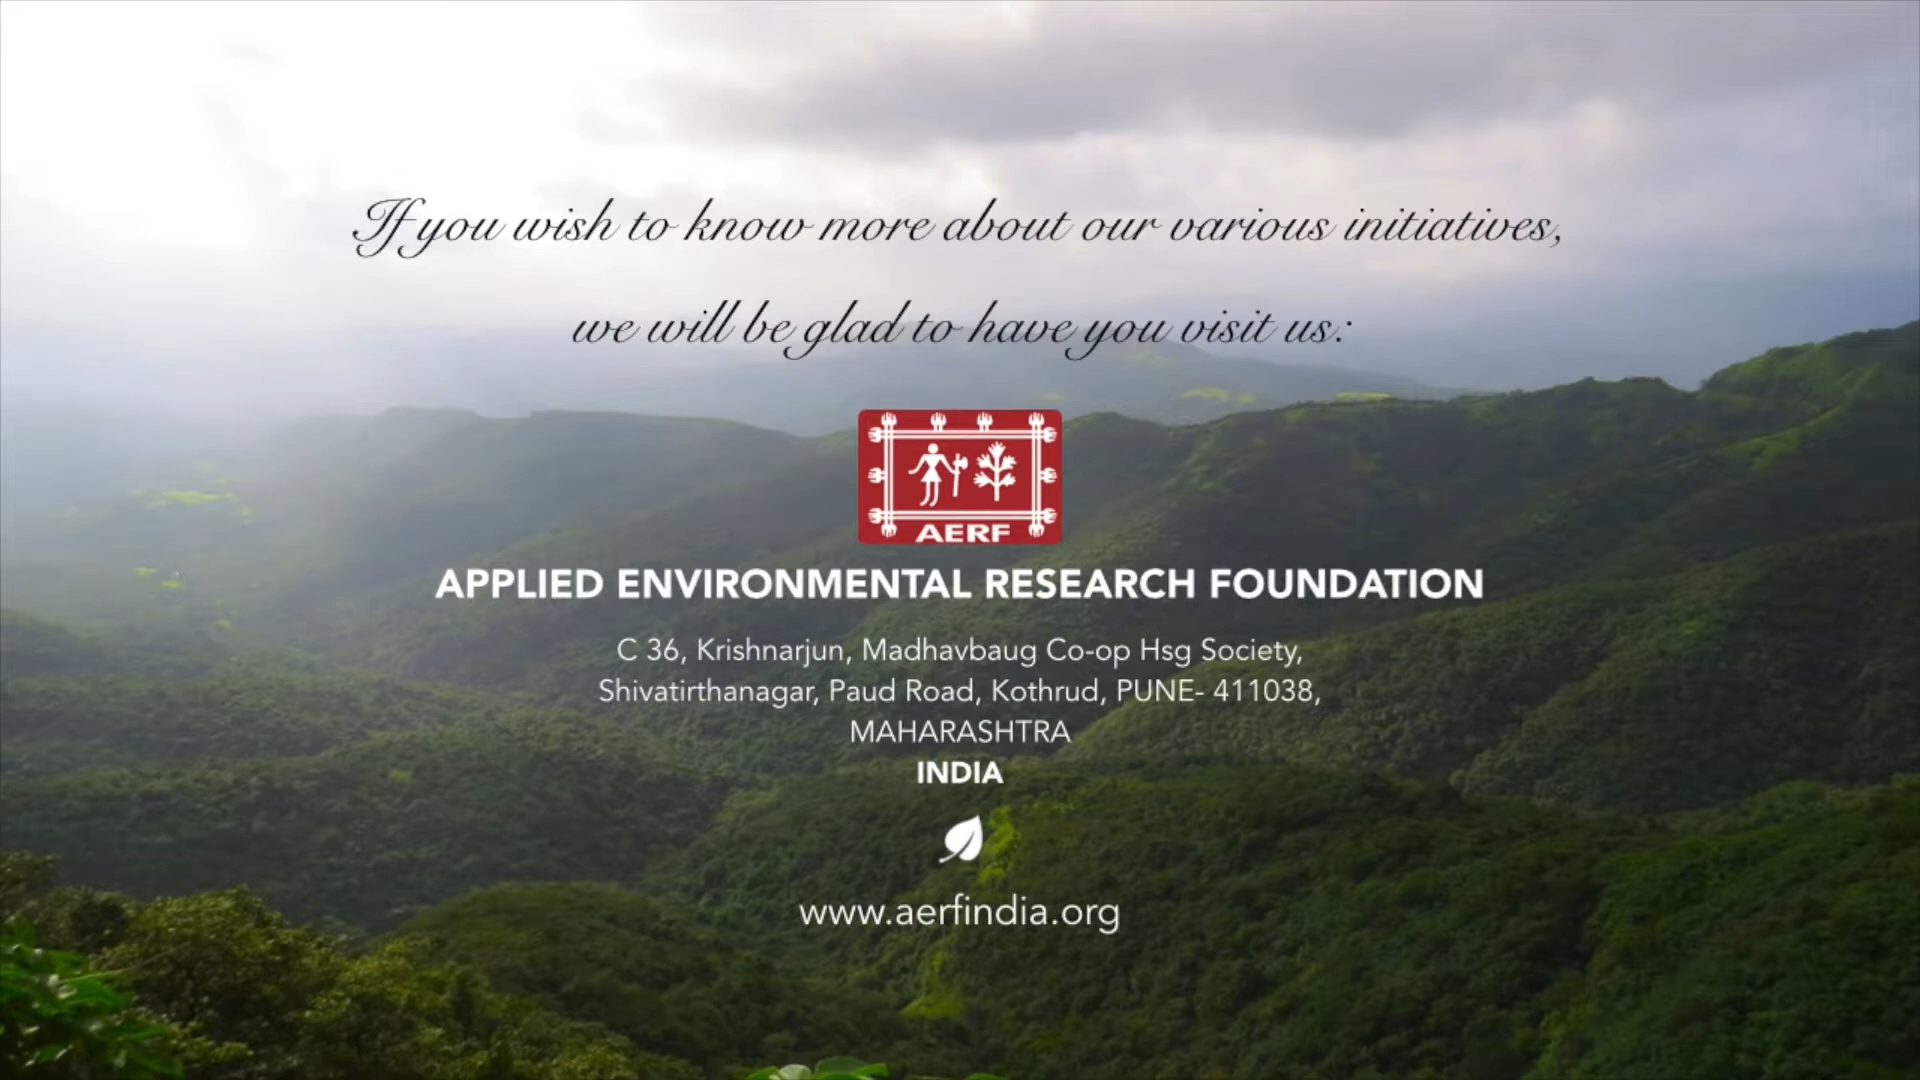 If you wish to know more about our various initiatives,
we will be glad to have you visit us:
AERF
APPLIED ENVIRONMENTAL RESEARCH FOUNDATION
C 36, Krishnarjun, Madhavbaug Co-op Hsg Society,
Shivatirthanagar, Paud Road, Kothrud, PUNE- 411038,
MAHARASHTRA
INDIA
www.aerfindia.org